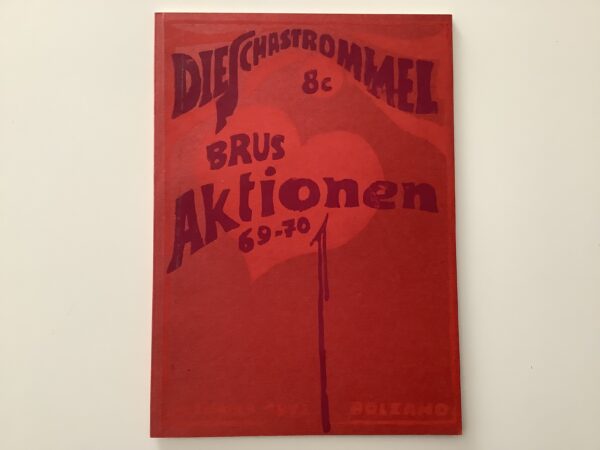 DIE SCHASTROMMEL
8c
BRUS
Aktionen
69-70
BOLZANO